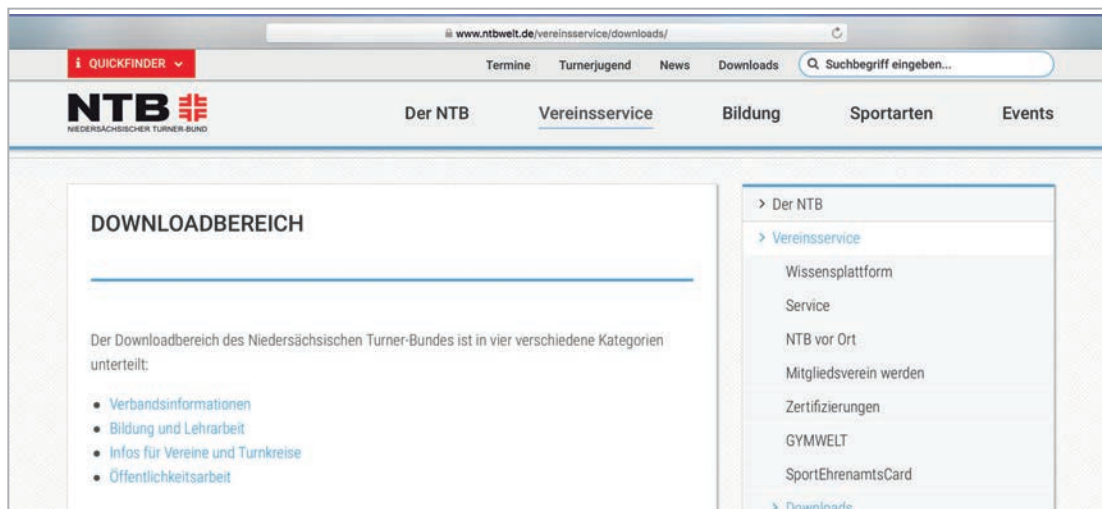 www.ntbwelt.de/vereinsservice/downloads/
i QUICKFINDER
Termine Turnerjugend News Downloads Suchbegriff eingeben...
NTB
NIEDERSÄCHSISCHER TURNER-BUND
Der NTB Vereinsservice Bildung Sportarten Events
DOWNLOADBEREICH
Der Downloadbereich des Niedersächsischen Turner-Bundes ist in vier verschiedene Kategorien
unterteilt:
• Verbandsinformationen
• Bildung und Lehrarbeit
• Infos für Vereine und Turnkreise
• Öffentlichkeitsarbeit
> Der NTB
> Vereinsservice
Wissensplattform
Service
NTB vor Ort
Mitgliedsverein werden
Zertifizierungen
GYMWELT
SportEhrenamtsCard
> Downloads